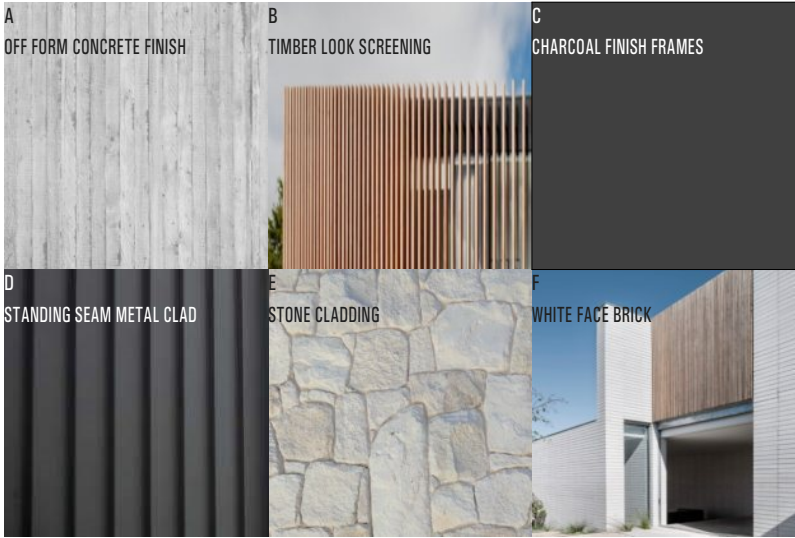 A
OFF FORM CONCRETE FINISH
B
TIMBER LOOK SCREENING
C
CHARCOAL FINISH FRAMES
D
STANDING SEAM METAL CLAD
E
STONE CLADDING
F
WHITE FACE BRICK